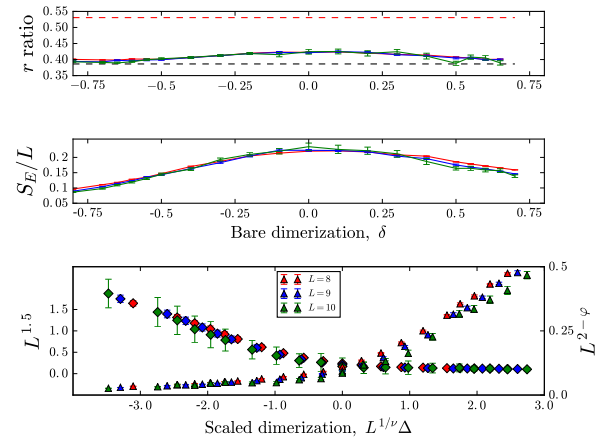 0.55
0.50
0.45
0.40
0.35
r ratio
-0.75 -0.5 -0.25 0.0 0.25 0.5 0.75
Bare dimerization, δ
0.2
0.15
0.1
0.05
S_E/L
-0.75 -0.5 -0.25 0.0 0.25 0.5 0.75
Bare dimerization, δ
1.5
1.0
0.5
0.0
L^{1.5}
L=8
L=9
L=10
0.5
0.25
0.0
L^{2-φ}
-3.0 -2.0 -1.0 0.0 1.0 2.0 3.0
Scaled dimerization, L^{1/ν}Δ